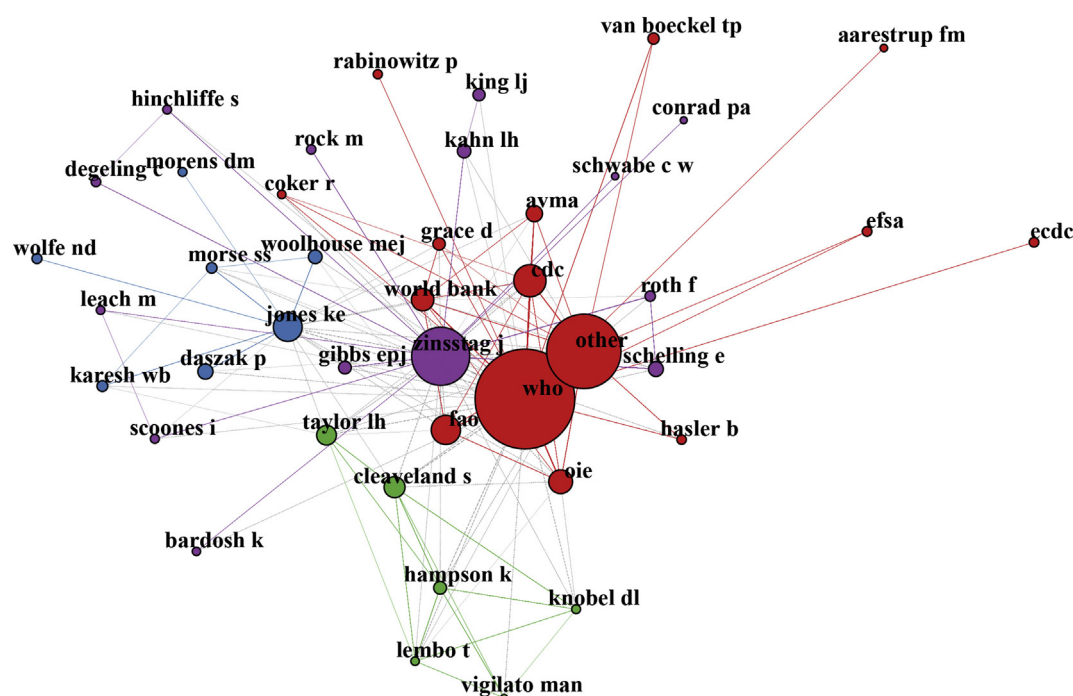 van boeckel tp
aarestrup fm
rabinowitz p
king lj
hinchliffe s
conrad pa
rock m
kahn lh
degeling c
morens dm
schwabe c w
coker r
avma
efsa
grace d
ecdc
wolfe nd
morse ss
woolhouse mej
cdc
world bank
roth f
leach m
jones ke
zinsstag j
other
daszak p
gibbs epj
schelling e
karesh wb
who
scoones i
taylor lh
fao
hasler b
cleaveland s
oie
bardosh k
hampson k
knobel dl
lembo t
vigilato man